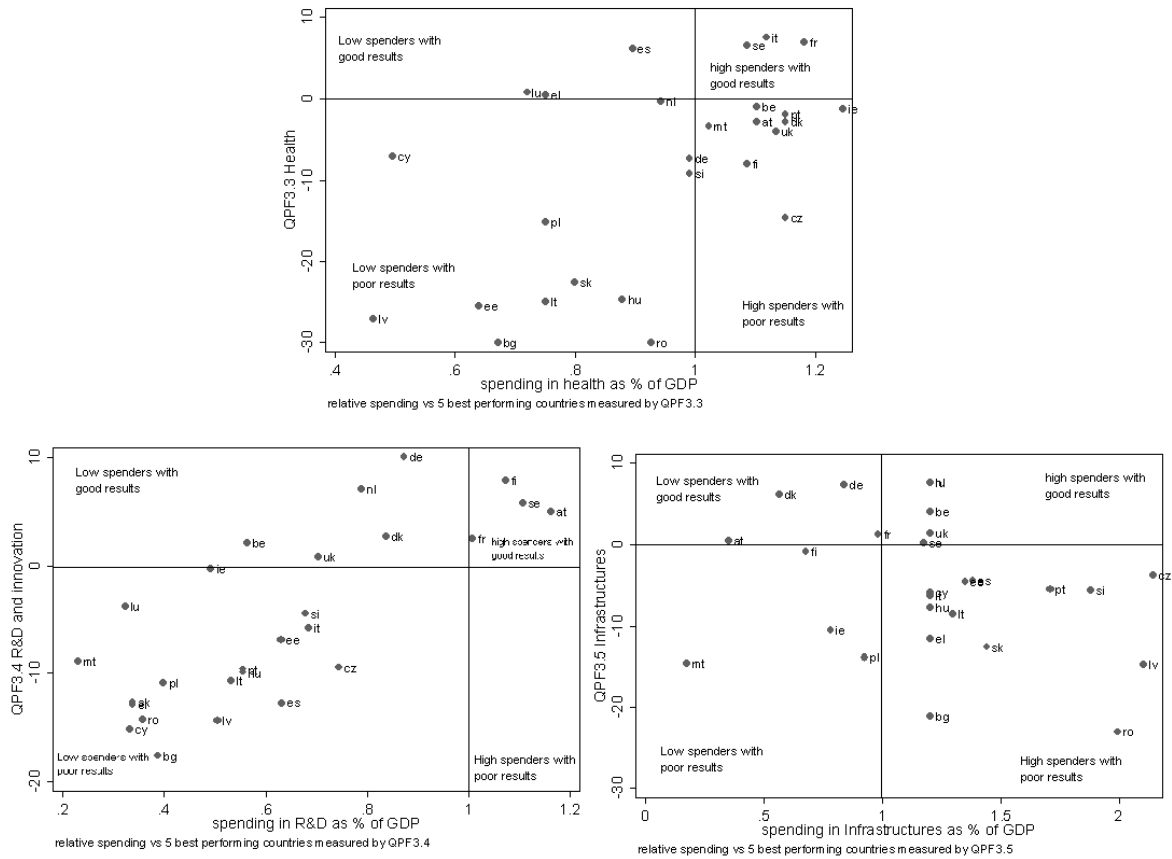 10
0
-10
-20
-30
QPF3.3 Health
Low spenders with
good results
high spenders with
good results
Low spenders with
poor results
High spenders with
poor results
it
se
fr
es
lu
el
nl
be
ie
pt
dk
mt
at
uk
cy
de
fi
si
pl
cz
sk
ee
lt
hu
lv
bg
ro
.4
.6
.8
1
1.2
spending in health as % of GDP
relative spending vs 5 best performing countries measured by QPF3.3
10
0
-10
-20
QPF3.4 R&D and innovation
Low spenders with
good results
high spenders with
good results
Low spenders with
poor results
High spenders with
poor results
de
nl
fi
se
at
be
dk
fr
uk
ie
lu
si
it
ee
mt
cz
pt
hu
pl
lt
sk
el
es
ro
lv
cy
bg
.2
.4
.6
.8
1
1.2
spending in R&D as % of GDP
relative spending vs 5 best performing countries measured by QPF3.4
10
0
-10
-20
-30
QPF3.5 Infrastructures
Low spenders with
good results
high spenders with
good results
Low spenders with
poor results
High spenders with
poor results
dk
de
be
at
fr
uk
se
fi
cz
ee
es
pt
si
cy
hu
lt
ie
el
sk
pl
mt
lv
bg
ro
0
.5
1
1.5
2
spending in Infrastructures as % of GDP
relative spending vs 5 best performing countries measured by QPF3.5